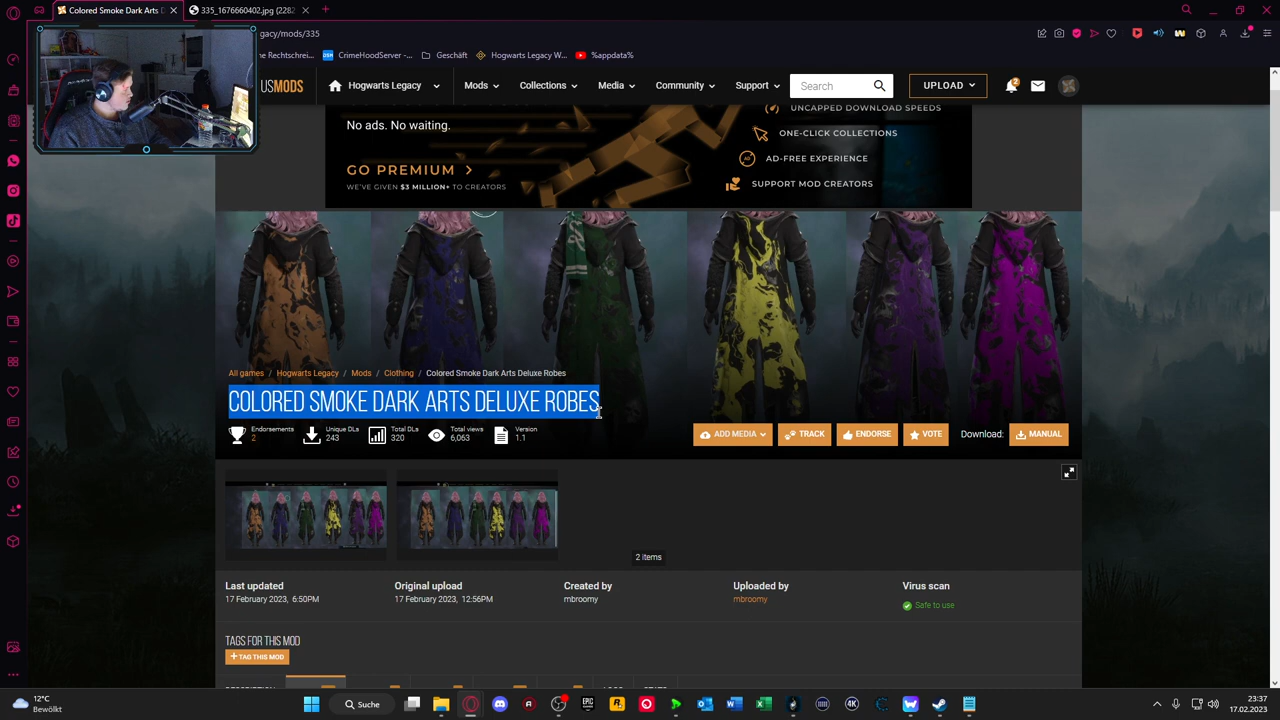 Colored Smoke Dark Arts D
335_1676660402.jpg (2282
gacy/mods/335
ne Rechtschrei...
CrimeHoodServer -...
Geschäft
Hogwarts Legacy W...
%appdata%
USMODS
Hogwarts Legacy
Mods
Collections
Media
Community
Support
Search
UPLOAD
2
No ads. No waiting.
GO PREMIUM
WE'VE GIVEN $3 MILLION+ TO CREATORS
UNCAPPED DOWNLOAD SPEEDS
ONE-CLICK COLLECTIONS
AD-FREE EXPERIENCE
SUPPORT MOD CREATORS
All games / Hogwarts Legacy / Mods / Clothing / Colored Smoke Dark Arts Deluxe Robes
COLORED SMOKE DARK ARTS DELUXE ROBES
Endorsements
2
Unique DLs
243
Total DLs
320
Total views
6,063
Version
1.1
ADD MEDIA
TRACK
ENDORSE
VOTE
Download:
MANUAL
2 items
Last updated
17 February 2023, 6:50PM
Original upload
17 February 2023, 12:56PM
Created by
mbroomy
Uploaded by
mbroomy
Virus scan
Safe to use
TAGS FOR THIS MOD
+ TAG THIS MOD
12°C
Bewölkt
Suche
23:37
17.02.2023